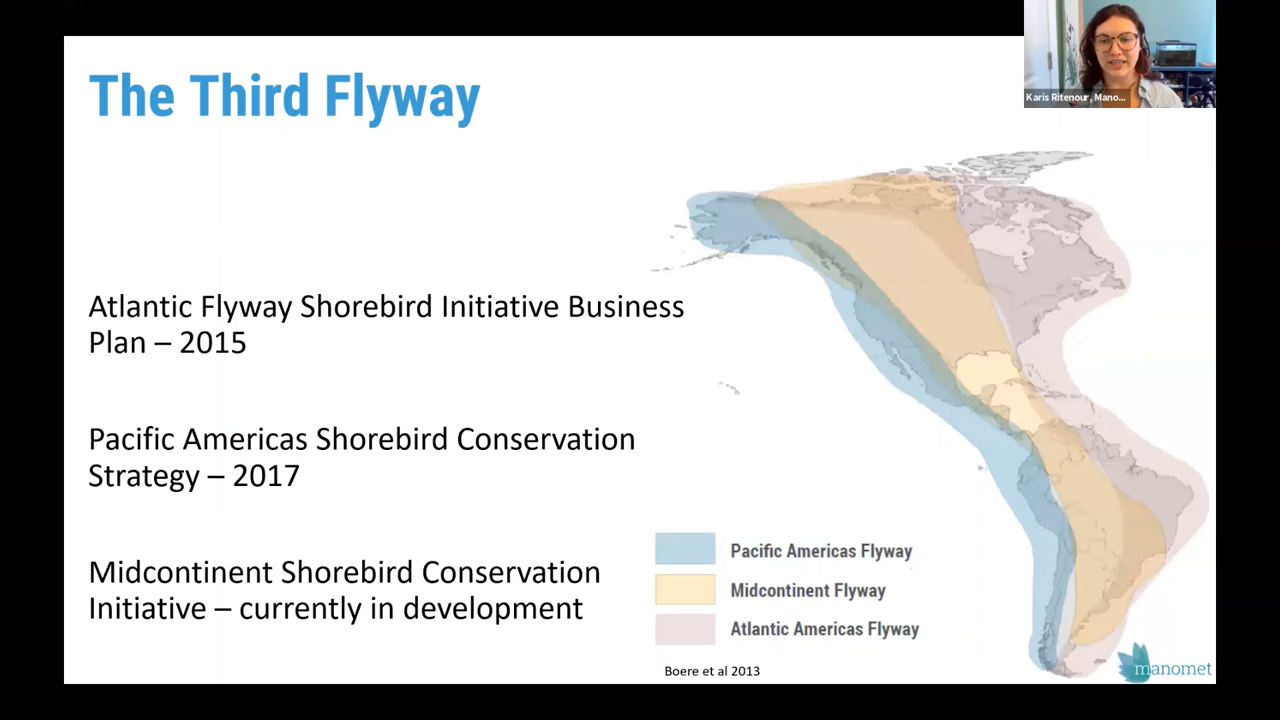 The Third Flyway
Karis Ritenour, Mano...
Atlantic Flyway Shorebird Initiative Business
Plan – 2015
Pacific Americas Shorebird Conservation
Strategy – 2017
Midcontinent Shorebird Conservation
Initiative – currently in development
Pacific Americas Flyway
Midcontinent Flyway
Atlantic Americas Flyway
Boere et al 2013
manomet